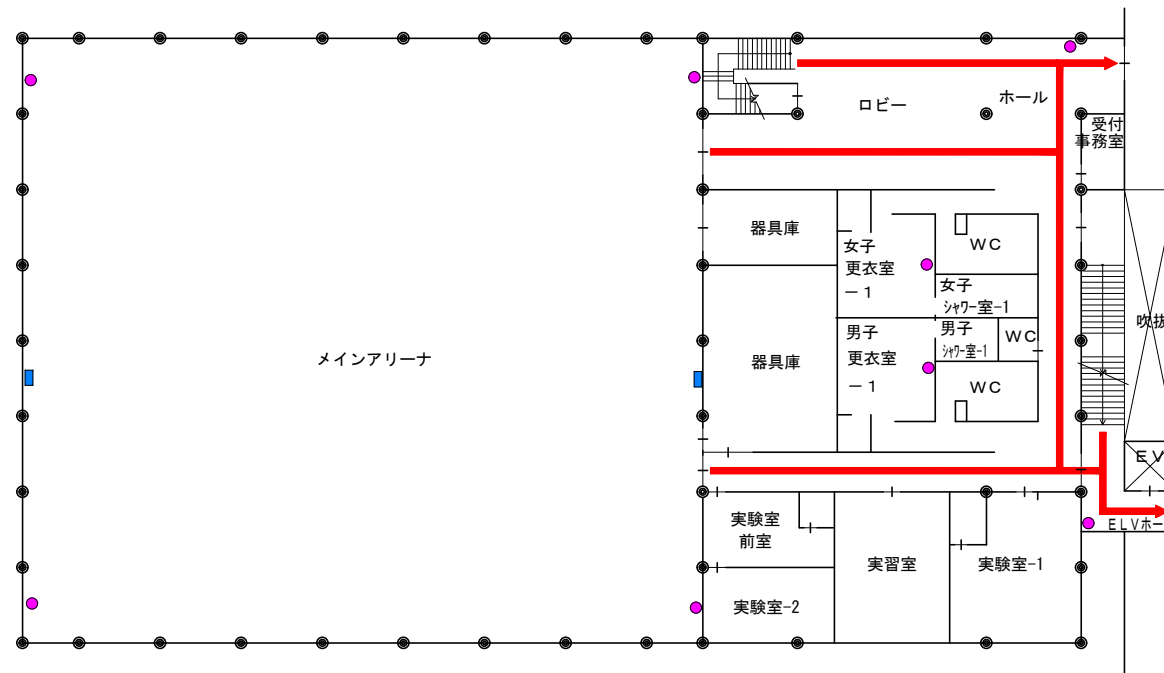 ロビー
ホール
受付
事務室
器具庫
女子
更衣室
－１
ＷＣ
女子
ｼｬﾜｰ室-1
吹抜
男子
更衣室
－１
男子
ｼｬﾜｰ室-1
ＷＣ
メインアリーナ
器具庫
ＷＣ
ＥＶ
実験室
前室
ＥＬＶホー
実習室
実験室-1
実験室-2